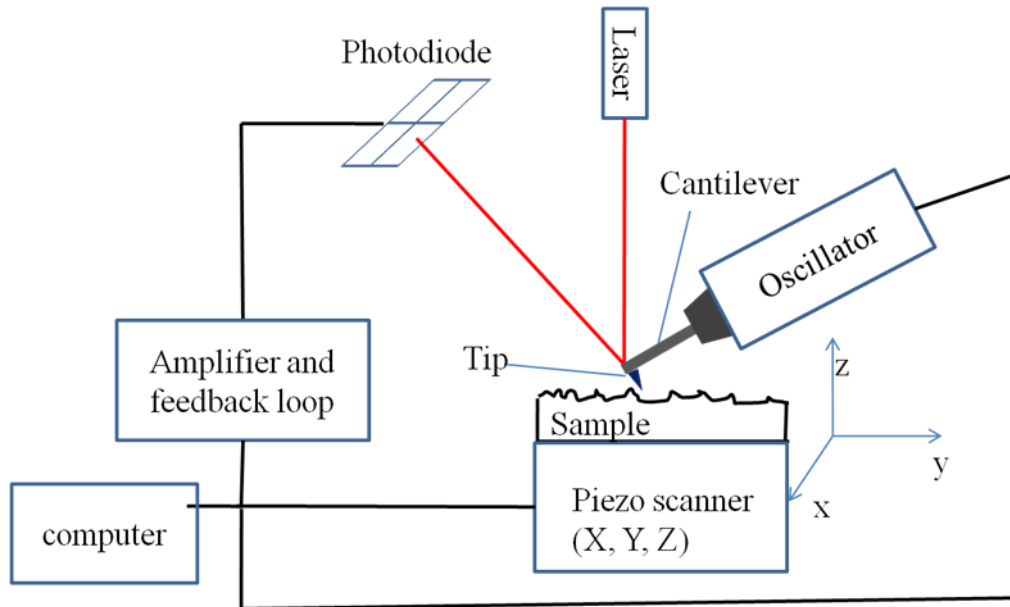 Photodiode
Laser
Cantilever
Oscillator
Amplifier and
feedback loop
Tip
z
Sample
y
x
Piezo scanner
(X, Y, Z)
computer